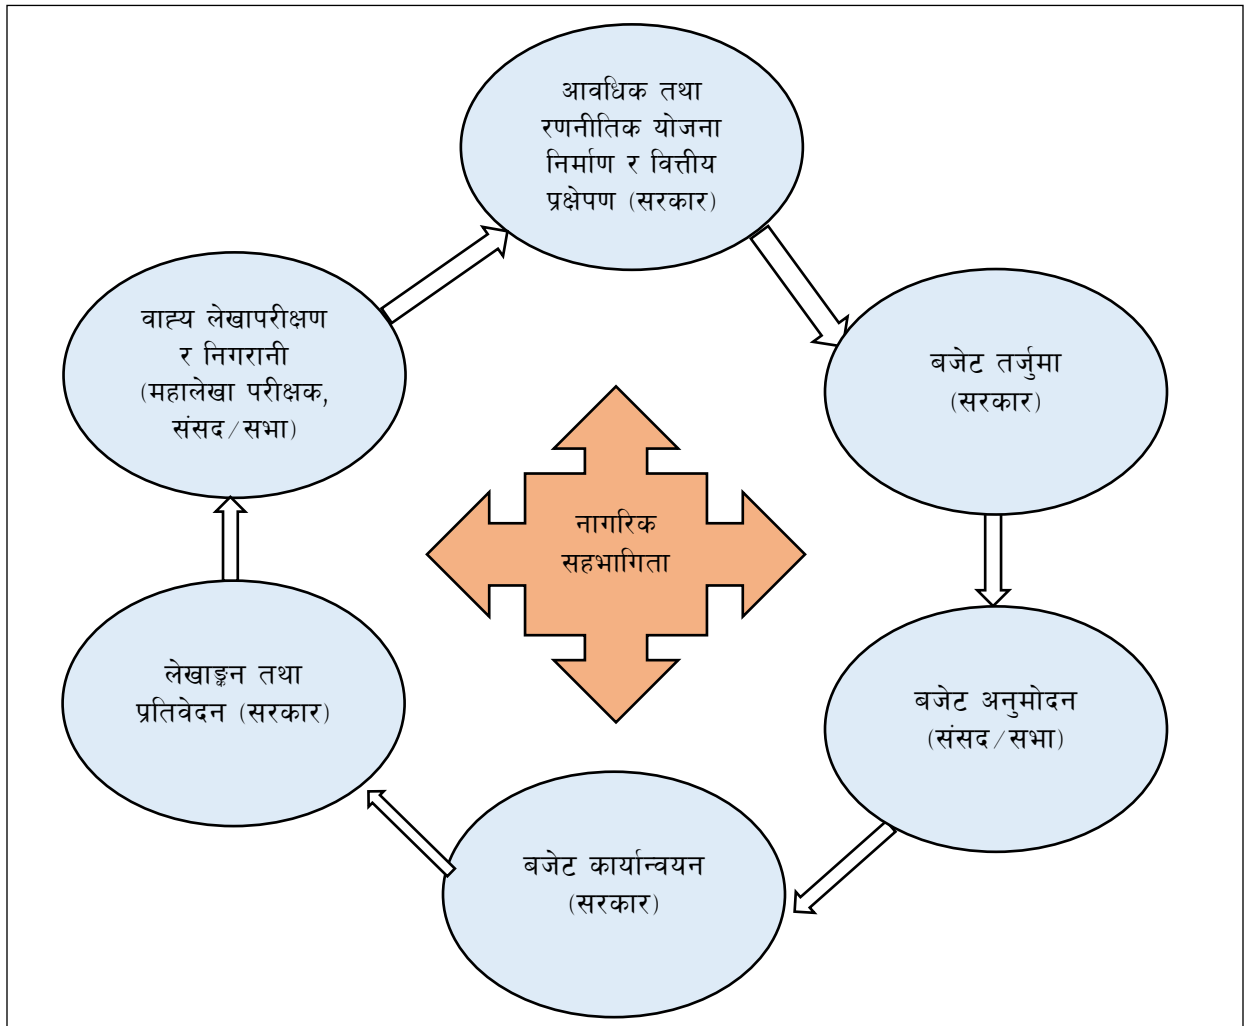 आवधिक तथा
रणनीतिक योजना
निर्माण र वित्तीय
प्रक्षेपण (सरकार)
बजेट तर्जुमा
(सरकार)
बजेट अनुमोदन
(संसद/सभा)
बजेट कार्यान्वयन
(सरकार)
लेखाङ्कन तथा
प्रतिवेदन (सरकार)
वाह्य लेखापरीक्षण
र निगरानी
(महालेखा परीक्षक,
संसद/सभा)
नागरिक
सहभागिता